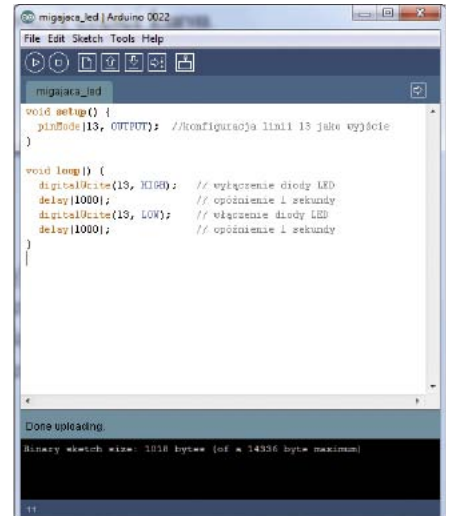 migajaca_led | Arduino 0022
File Edit Sketch Tools Help
migajaca_led
void setup() {
pinMode(13, OUTPUT); //konfiguracja linii 13 jako wyjście
}
void loop() {
digitalWrite(13, HIGH); // wyłączenie diody LED
delay(1000); // opóźnienie 1 sekundy
digitalWrite(13, LOW); // włączenie diody LED
delay(1000); // opóźnienie 1 sekundy
}
Done uploading.
Binary sketch size: 1018 bytes (of a 14336 byte maximum)
11